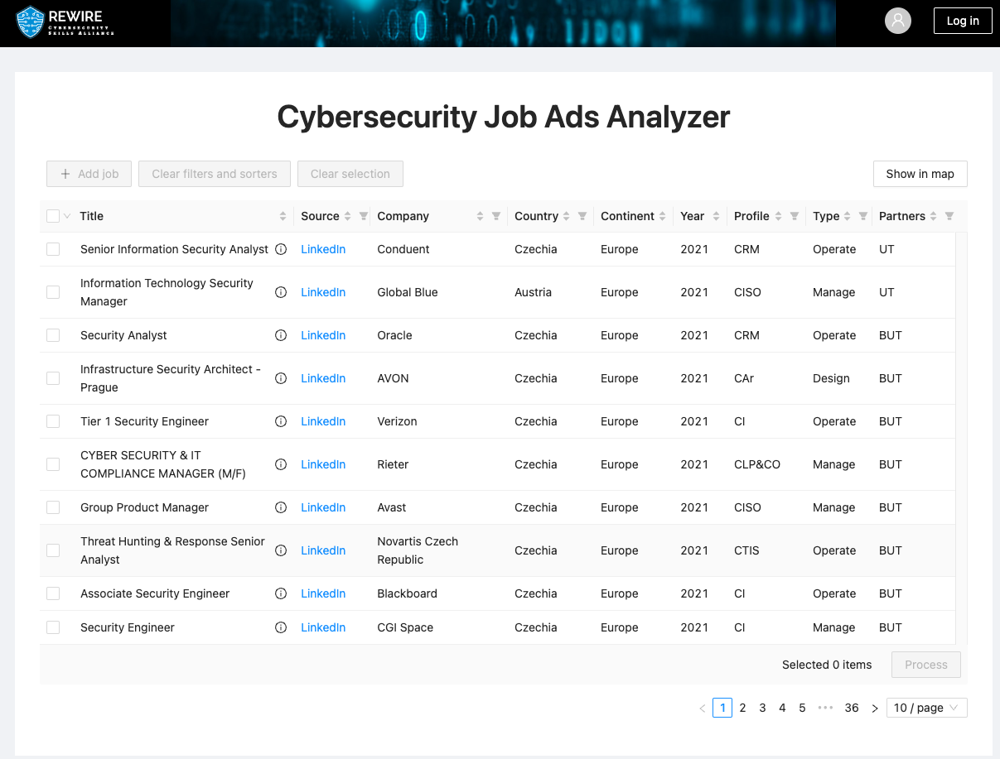 REWIRE
CYBERSECURITY
SKILLS ALLIANCE
Log in
Cybersecurity Job Ads Analyzer
+ Add job Clear filters and sorters Clear selection Show in map
Title Source Company Country Continent Year Profile Type Partners
Senior Information Security Analyst LinkedIn Conduent Czechia Europe 2021 CRM Operate UT
Information Technology Security
Manager LinkedIn Global Blue Austria Europe 2021 CISO Manage UT
Security Analyst LinkedIn Oracle Czechia Europe 2021 CRM Operate BUT
Infrastructure Security Architect -
Prague LinkedIn AVON Czechia Europe 2021 CAr Design BUT
Tier 1 Security Engineer LinkedIn Verizon Czechia Europe 2021 CI Operate BUT
CYBER SECURITY & IT
COMPLIANCE MANAGER (M/F) LinkedIn Rieter Czechia Europe 2021 CLP&CO Manage BUT
Group Product Manager LinkedIn Avast Czechia Europe 2021 CISO Manage BUT
Threat Hunting & Response Senior
Analyst LinkedIn Novartis Czech
Republic Czechia Europe 2021 CTIS Operate BUT
Associate Security Engineer LinkedIn Blackboard Czechia Europe 2021 CI Operate BUT
Security Engineer LinkedIn CGI Space Czechia Europe 2021 CI Manage BUT
Selected 0 items Process
< 1 2 3 4 5 ••• 36 > 10 / page